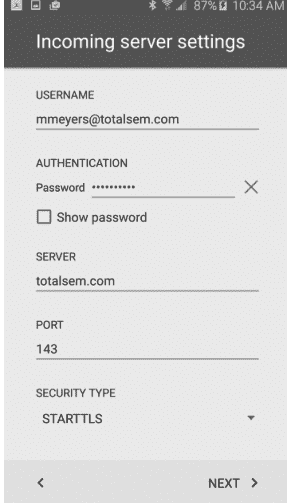 87% 10:34 AM
Incoming server settings
USERNAME
mmeyers@totalsem.com
AUTHENTICATION
Password ••••••••••
Show password
SERVER
totalsem.com
PORT
143
SECURITY TYPE
STARTTLS
NEXT